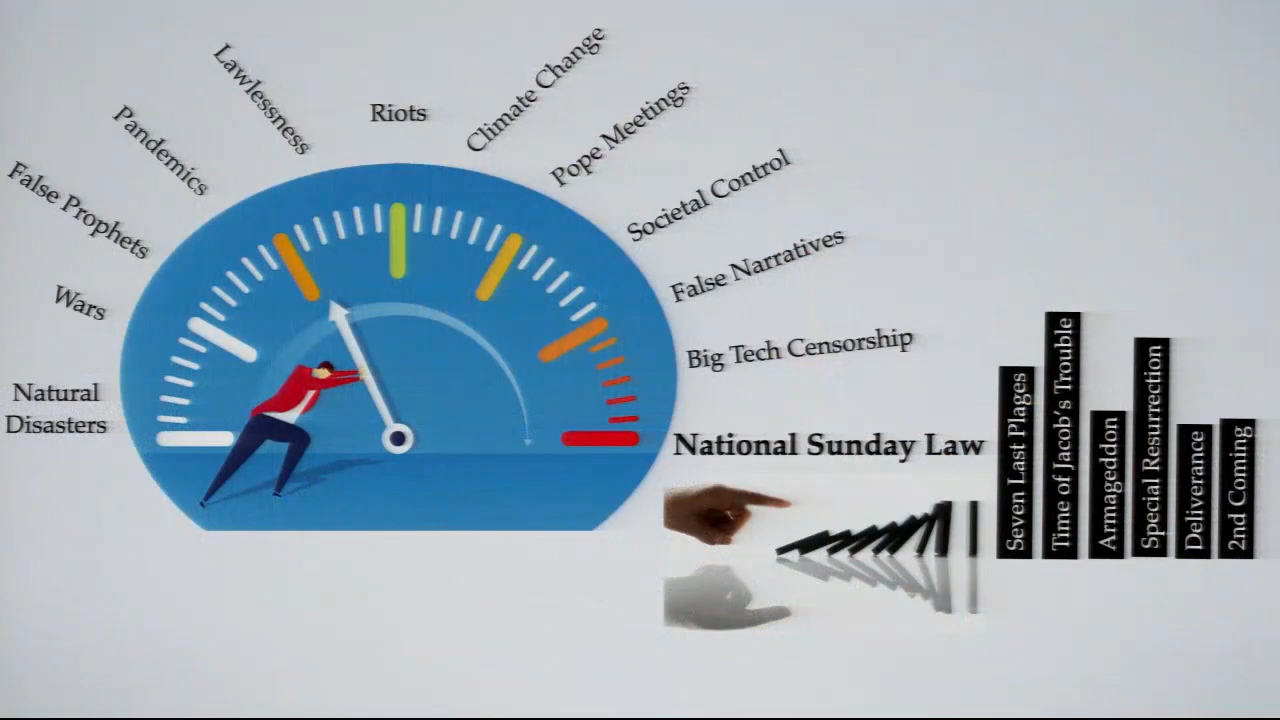 Natural
Disasters
Wars
False Prophets
Pandemics
Lawlessness
Riots
Climate Change
Pope Meetings
Societal Control
False Narratives
Big Tech Censorship
National Sunday Law
Seven Last Plages
Time of Jacob's Trouble
Armageddon
Special Resurrection
Deliverance
2nd Coming